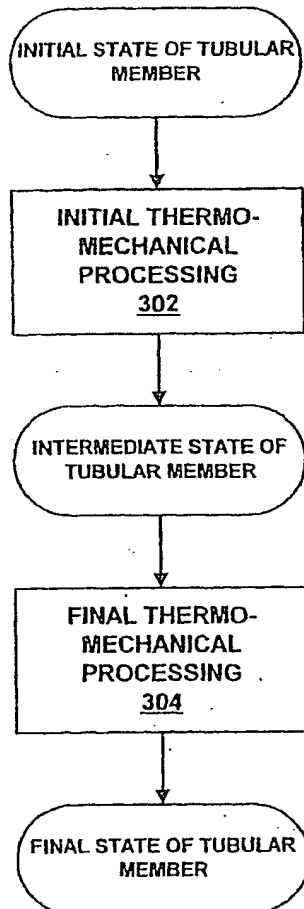 INITIAL STATE OF TUBULAR
MEMBER
INITIAL THERMO-
MECHANICAL
PROCESSING
302
INTERMEDIATE STATE OF
TUBULAR MEMBER
FINAL THERMO-
MECHANICAL
PROCESSING
304
FINAL STATE OF TUBULAR
MEMBER